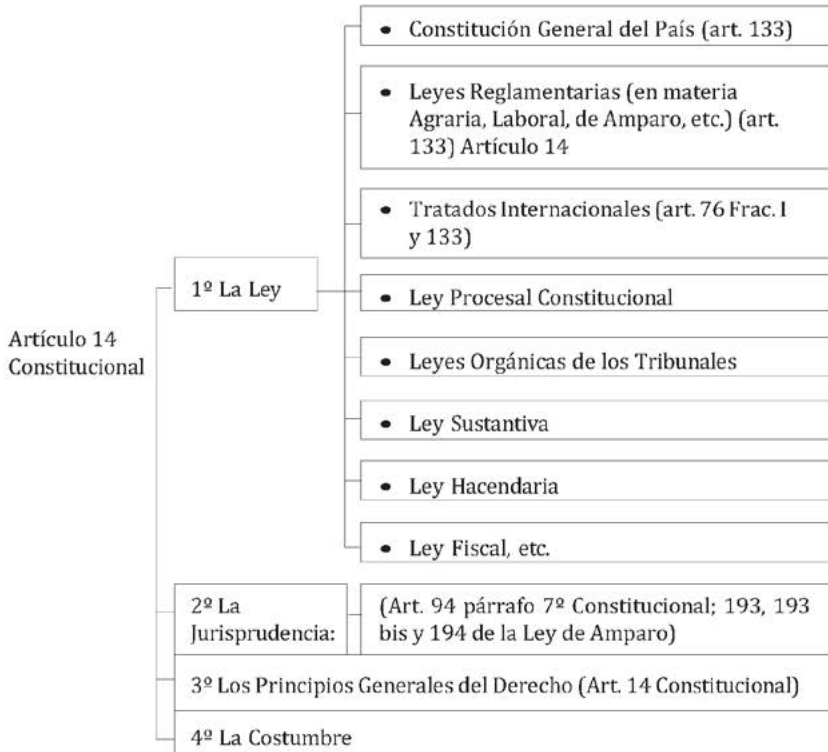 Artículo 14
Constitucional
1º La Ley
• Constitución General del País (art. 133)
• Leyes Reglamentarias (en materia
Agraria, Laboral, de Amparo, etc.) (art.
133) Artículo 14
• Tratados Internacionales (art. 76 Frac. I
y 133)
• Ley Procesal Constitucional
• Leyes Orgánicas de los Tribunales
• Ley Sustantiva
• Ley Hacendaria
• Ley Fiscal, etc.
2º La
Jurisprudencia:
(Art. 94 párrafo 7º Constitucional; 193, 193
bis y 194 de la Ley de Amparo)
3º Los Principios Generales del Derecho (Art. 14 Constitucional)
4º La Costumbre